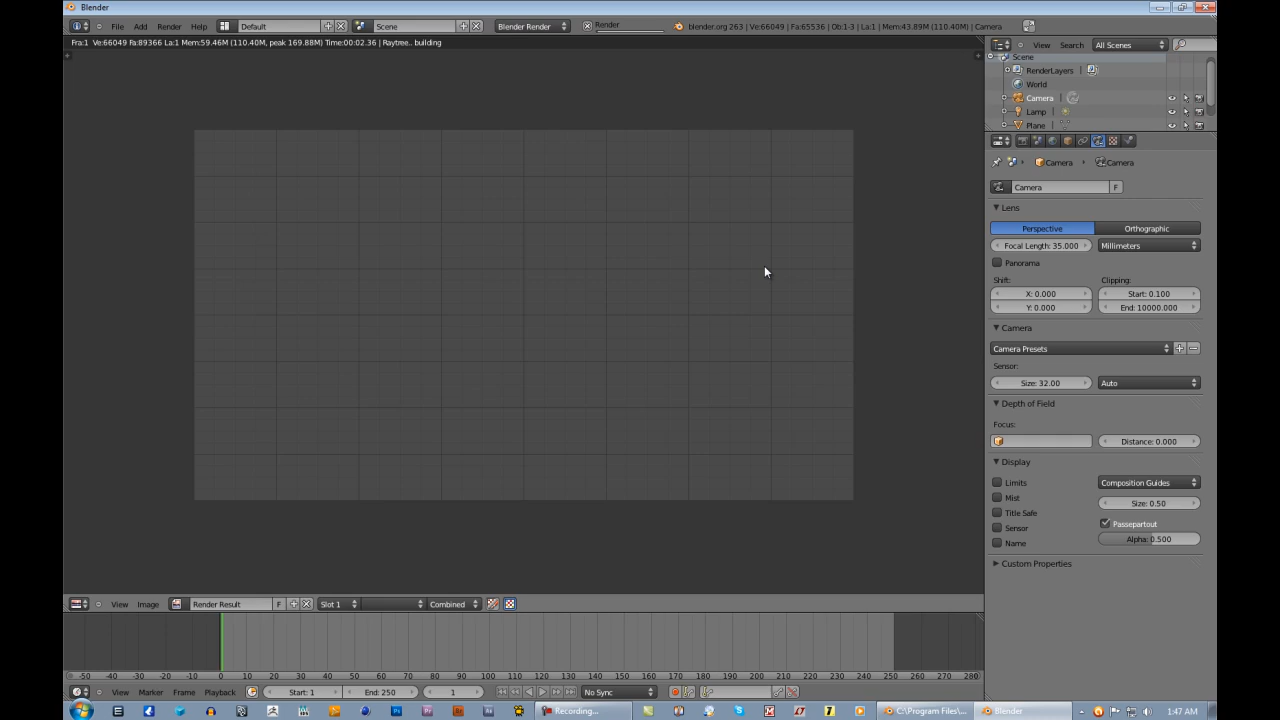 Blender
File Add Render Help Default Scene Blender Render Render blender.org 263 | Ve:66049 | Fa:65536 | Ob:1-3 | La:1 | Mem:43.89M (110.40M) | Camera
Fra:1 Ve:66049 Fa:89366 La:1 Mem:59.46M (110.40M, peak 169.88M) Time:00:02.36 | Raytree.. building
View Search All Scenes
Scene
RenderLayers
World
Camera
Lamp
Plane
Camera Camera
Camera F
Lens
Perspective Orthographic
Focal Length: 35.000 Millimeters
Panorama
Shift: Clipping:
X: 0.000 Start: 0.100
Y: 0.000 End: 10000.000
Camera
Camera Presets
Sensor:
Size: 32.00 Auto
Depth of Field
Focus:
Distance: 0.000
Display
Limits Composition Guides
Mist Size: 0.50
Title Safe
Sensor Passepartout
Name Alpha: 0.500
Custom Properties
View Image Render Result F Slot 1 Combined
-50 -40 -30 -20 -10 0 10 20 30 40 50 60 70 80 90 100 110 120 130 140 150 160 170 180 190 200 210 220 230 240 250 260 270 280
View Marker Frame Playback Start: 1 End: 250 1 No Sync
Recording... C:\Program Files\... Blender 1:47 AM